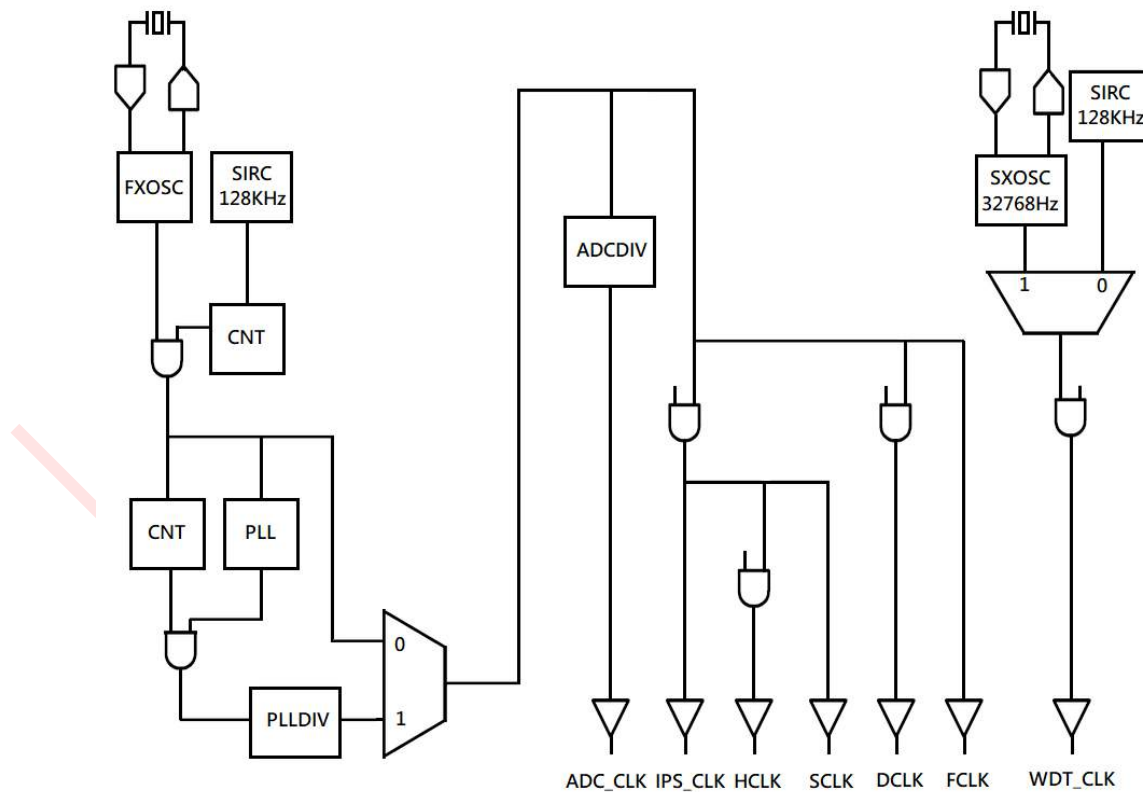 FXOSC
SIRC
128KHz
SIRC
128KHz
SXOSC
32768Hz
ADCDIV
1
0
CNT
CNT
PLL
0
PLLDIV
1
ADC_CLK IPS_CLK HCLK SCLK DCLK FCLK WDT_CLK